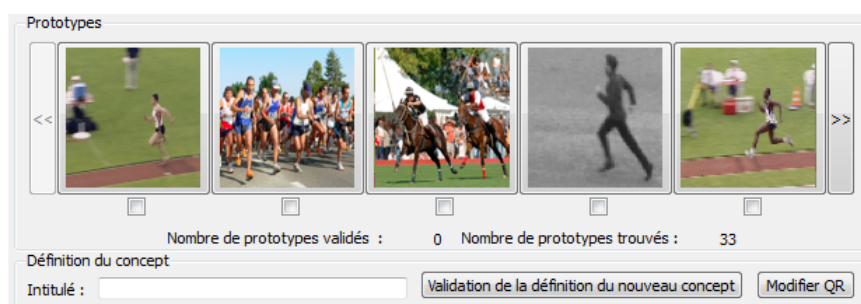 Prototypes
<< >>
Nombre de prototypes validés : 0 Nombre de prototypes trouvés : 33
Définition du concept
Intitulé : Validation de la définition du nouveau concept Modifier QR